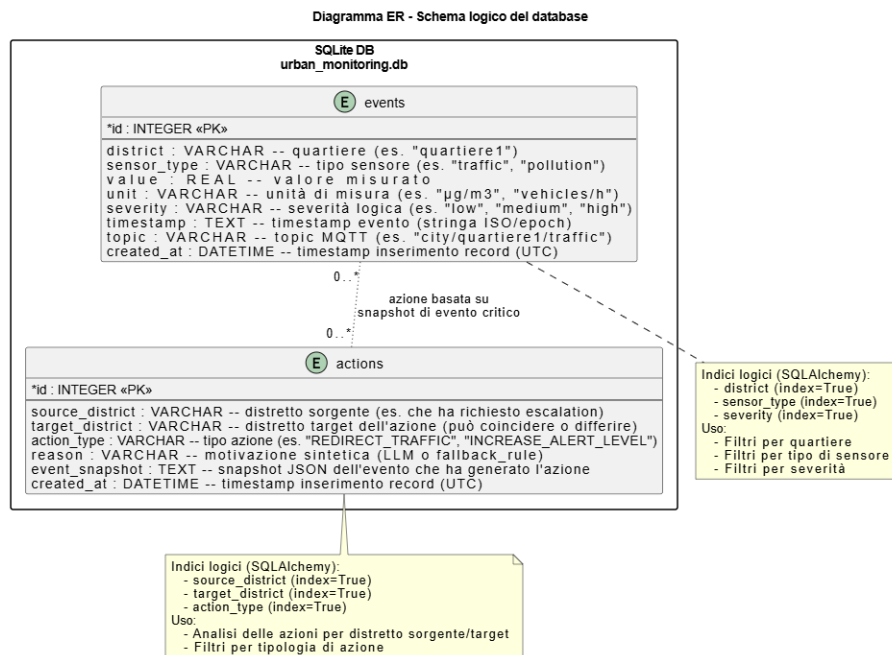 Diagramma ER - Schema logico del database
SQLite DB
urban_monitoring.db
E events
*id : INTEGER «PK»
district : VARCHAR -- quartiere (es. "quartiere1")
sensor_type : VARCHAR -- tipo sensore (es. "traffic", "pollution")
value : REAL -- valore misurato
unit : VARCHAR -- unità di misura (es. "µg/m3", "vehicles/h")
severity : VARCHAR -- severità logica (es. "low", "medium", "high")
timestamp : TEXT -- timestamp evento (stringa ISO/epoch)
topic : VARCHAR -- topic MQTT (es. "city/quartiere1/traffic")
created_at : DATETIME -- timestamp inserimento record (UTC)
0..*
azione basata su
snapshot di evento critico
0..*
E actions
*id : INTEGER «PK»
source_district : VARCHAR -- distretto sorgente (es. che ha richiesto escalation)
target_district : VARCHAR -- distretto target dell'azione (può coincidere o differire)
action_type : VARCHAR -- tipo azione (es. "REDIRECT_TRAFFIC", "INCREASE_ALERT_LEVEL")
reason : VARCHAR -- motivazione sintetica (LLM o fallback_rule)
event_snapshot : TEXT -- snapshot JSON dell'evento che ha generato l'azione
created_at : DATETIME -- timestamp inserimento record (UTC)
Indici logici (SQLAlchemy):
- district (index=True)
- sensor_type (index=True)
- severity (index=True)
Uso:
- Filtri per quartiere
- Filtri per tipo di sensore
- Filtri per severità
Indici logici (SQLAlchemy):
- source_district (index=True)
- target_district (index=True)
- action_type (index=True)
Uso:
- Analisi delle azioni per distretto sorgente/target
- Filtri per tipologia di azione